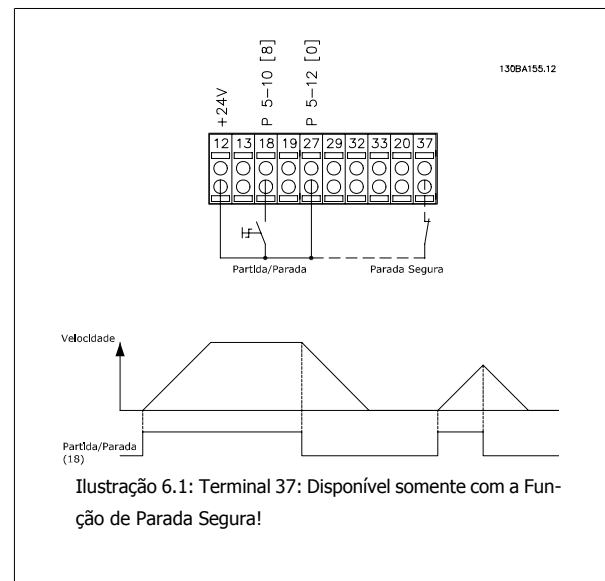 +24V
P 5-10 [8]
P 5-12 [0]
130BA155.12
12 13 18 19 27 29 32 33 20 37
Partida/Parada
Parada Segura
Velocidade
Partida/Parada
(18)
Ilustração 6.1: Terminal 37: Disponível somente com a Fun-
ção de Parada Segura!